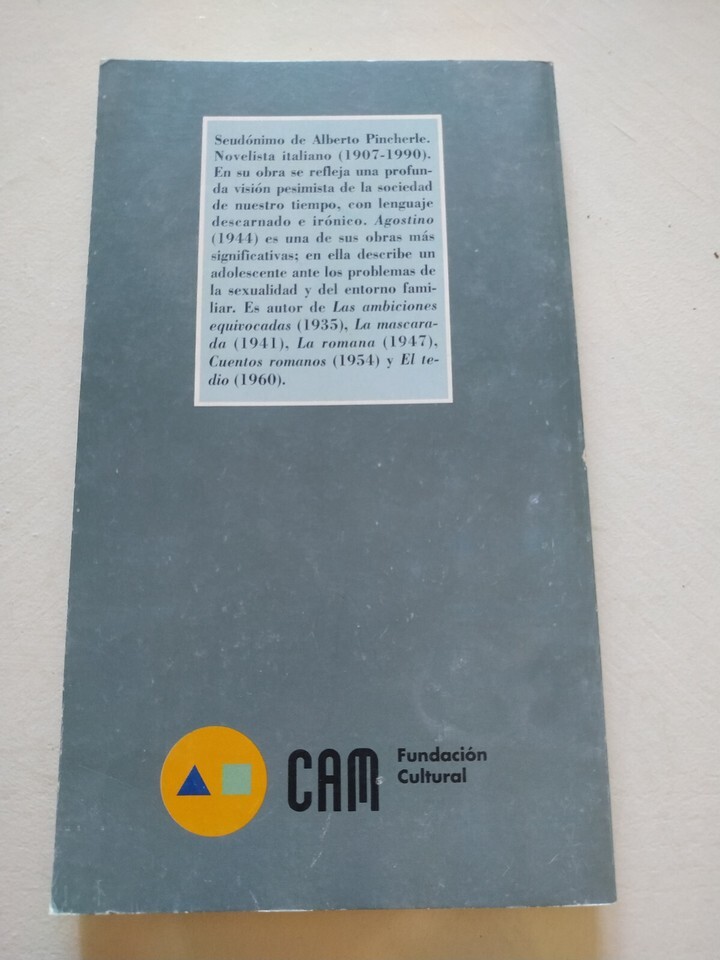 Seudónimo de Alberto Pincherle.
Novelista italiano (1907-1990).
En su obra se refleja una profun-
da visión pesimista de la sociedad
de nuestro tiempo, con lenguaje
descarnado e irónico. Agostino
(1944) es una de sus obras más
significativas; en ella describe un
adolescente ante los problemas de
la sexualidad y del entorno fami-
liar. Es autor de Las ambiciones
equivocadas (1935), La mascara-
da (1941), La romana (1947),
Cuentos romanos (1954) y El te-
dio (1960).
CAM Fundación
Cultural